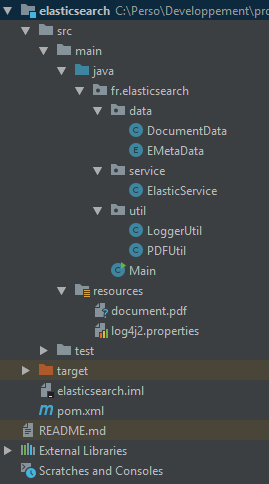 elasticsearch C:\Perso\Developpement\pro
src
main
java
fr.elasticsearch
data
DocumentData
EMetaData
service
ElasticService
util
LoggerUtil
PDFUtil
Main
resources
document.pdf
log4j2.properties
test
target
elasticsearch.iml
pom.xml
README.md
External Libraries
Scratches and Consoles